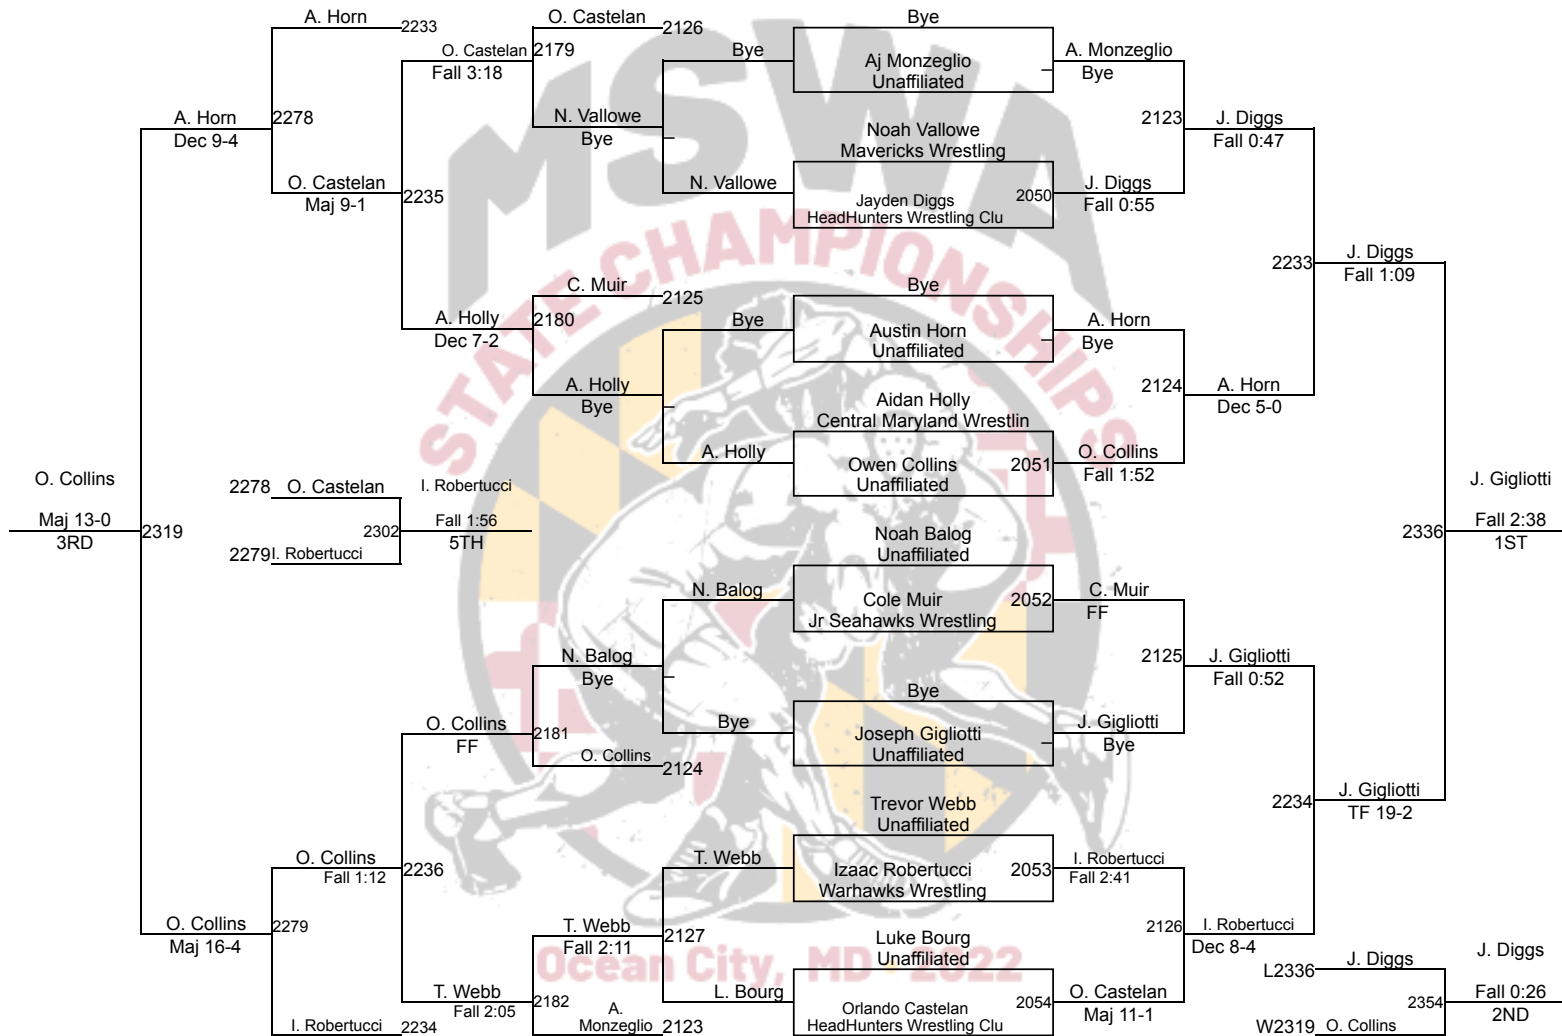 MSWA
STATE CHAMPIONSHIPS
Ocean City, MD • 2022
A. Horn
2233
O. Castelan
2126
Bye
O. Castelan
2179
Fall 3:18
Bye
Aj Monzeglio
Unaffiliated
A. Monzeglio
Bye
A. Horn
2278
Dec 9-4
N. Vallowe
Bye
Noah Vallowe
Mavericks Wrestling
2123
J. Diggs
Fall 0:47
O. Castelan
2235
Maj 9-1
N. Vallowe
Jayden Diggs
2050
HeadHunters Wrestling Clu
J. Diggs
Fall 0:55
2233
J. Diggs
Fall 1:09
C. Muir
2125
Bye
A. Holly
2180
Dec 7-2
Bye
Austin Horn
Unaffiliated
A. Horn
Bye
A. Holly
Bye
Aidan Holly
Central Maryland Wrestlin
2124
A. Horn
Dec 5-0
A. Holly
Owen Collins
2051
Unaffiliated
O. Collins
Fall 1:52
O. Collins
Maj 13-0
2319
3RD
2278
O. Castelan
I. Robertucci
2302
Fall 1:56
5TH
2279
I. Robertucci
Noah Balog
Unaffiliated
J. Gigliotti
2336
Fall 2:38
1ST
N. Balog
Cole Muir
2052
Jr Seahawks Wrestling
C. Muir
FF
N. Balog
Bye
2125
J. Gigliotti
Fall 0:52
Bye
O. Collins
2181
FF
Bye
Joseph Gigliotti
Unaffiliated
J. Gigliotti
Bye
O. Collins
2124
2234
J. Gigliotti
TF 19-2
Trevor Webb
Unaffiliated
O. Collins
2236
Fall 1:12
T. Webb
Izaac Robertucci
2053
Warhawks Wrestling
I. Robertucci
Fall 2:41
O. Collins
2279
Maj 16-4
T. Webb
2127
Fall 2:11
Luke Bourg
Unaffiliated
2126
I. Robertucci
Dec 8-4
L2336
J. Diggs
J. Diggs
T. Webb
2182
Fall 2:05
L. Bourg
Orlando Castelan
2054
HeadHunters Wrestling Clu
O. Castelan
Maj 11-1
2354
Fall 0:26
2ND
I. Robertucci
2234
A.
Monzeglio
2123
W2319
O. Collins